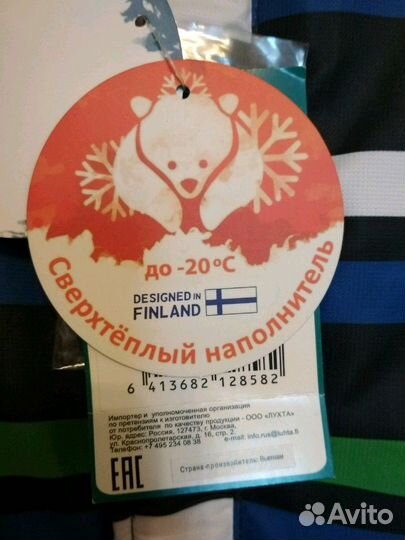 до -20°C
Сверхтёплый наполнитель
DESIGNED IN
FINLAND
6 413682 128582
Импортер и уполномоченная организация
по претензиям к изготовителю
от потребителя по качеству продукции - ООО «ЛУХТА»
Юр. адрес: Россия, 127473, г. Москва,
ул. Краснопролетарская, д. 16, стр. 2
Телефон: +7 495 234 08 38 e-mail: info.rus@luhta.fi
EAC
Страна-производитель: Вьетнам
Avito